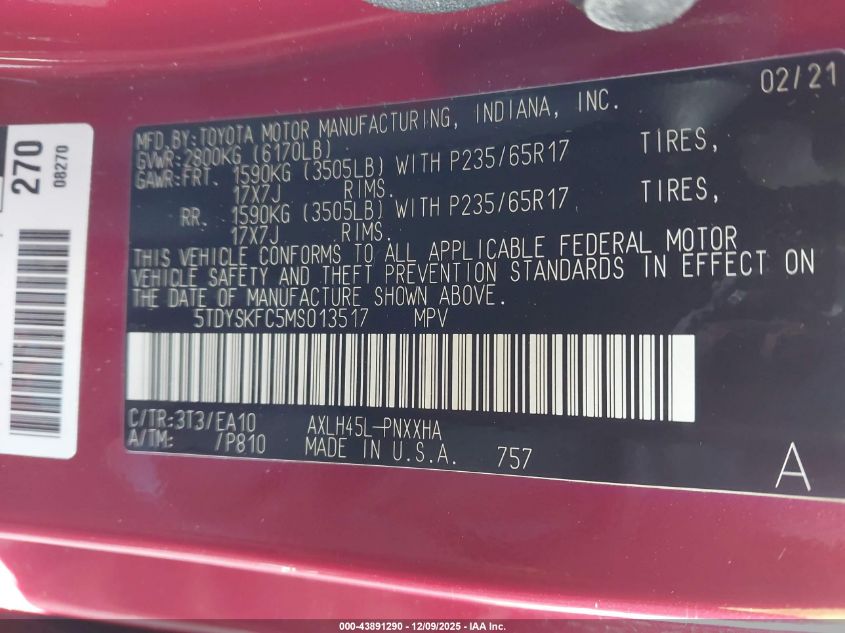 02/21
MFD.BY:TOYOTA MOTOR MANUFACTURING, INDIANA, INC.
GVWR:2800KG (6170LB)
GAWR:FRT. 1590KG (3505LB) WITH P235/65R17 TIRES,
17X7J RIMS.
RR. 1590KG (3505LB) WITH P235/65R17 TIRES,
17X7J RIMS.
THIS VEHICLE CONFORMS TO ALL APPLICABLE FEDERAL MOTOR
VEHICLE SAFETY AND THEFT PREVENTION STANDARDS IN EFFECT ON
THE DATE OF MANUFACTURE SHOWN ABOVE.
5TDYSKFC5MS013517 MPV
C/TR:3T3/EA10 AXLH45L-PNXXHA
A/TM: /P810 MADE IN U.S.A. 757
A
270
08270
000-43891290 - 12/09/2025 - IAA Inc.